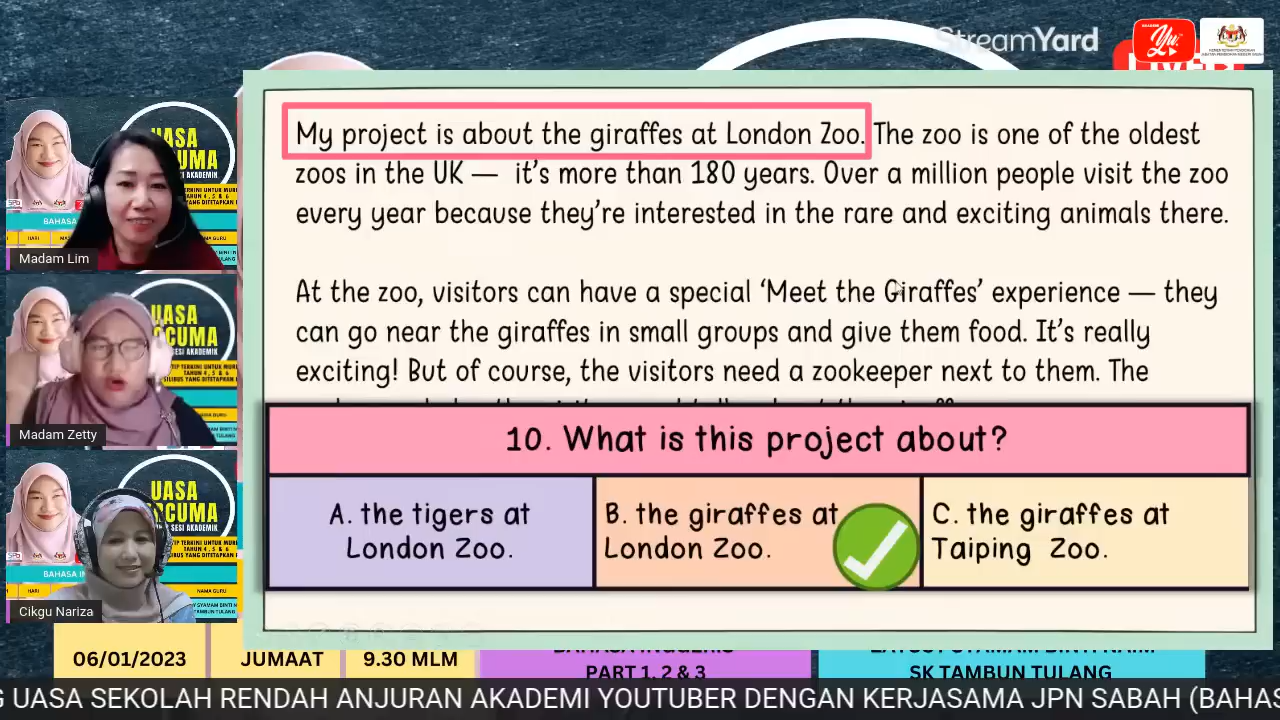 StreamYard
My project is about the giraffes at London Zoo. The zoo is one of the oldest
zoos in the UK — it's more than 180 years. Over a million people visit the zoo
every year because they're interested in the rare and exciting animals there.
At the zoo, visitors can have a special 'Meet the Giraffes' experience — they
can go near the giraffes in small groups and give them food. It's really
exciting! But of course, the visitors need a zookeeper next to them. The
10. What is this project about?
A. the tigers at
London Zoo.
B. the giraffes at
London Zoo.
C. the giraffes at
Taiping Zoo.
Madam Lim
Madam Zetty
UASA
Cikgu Nariza
06/01/2023
JUMAAT
9.30 MLM
PART 1, 2 & 3
SK TAMBUN TULANG
UASA SEKOLAH RENDAH ANJURAN AKADEMI YOUTUBER DENGAN KERJASAMA JPN SABAH (BAHAS